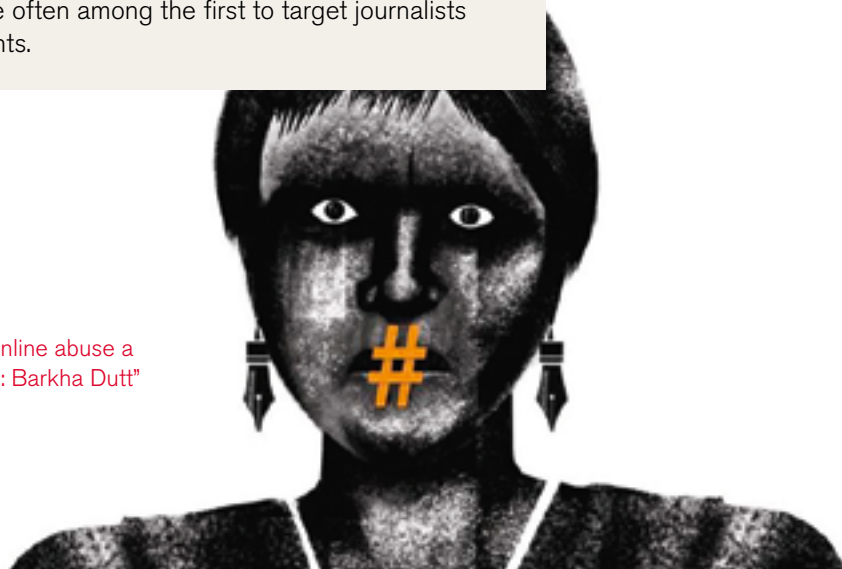 e often among the first to target journalists
nts.
nline abuse a
: Barkha Dutt”
#